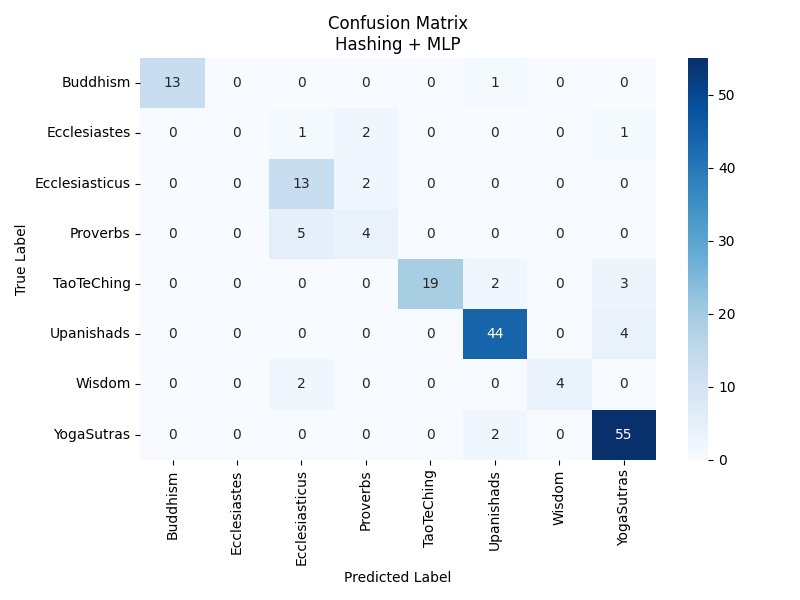 Confusion Matrix
Hashing + MLP
True Label
Buddhism 13 0 0 0 0 1 0 0
Ecclesiastes 0 0 1 2 0 0 0 1
Ecclesiasticus 0 0 13 2 0 0 0 0
Proverbs 0 0 5 4 0 0 0 0
TaoTeChing 0 0 0 0 19 2 0 3
Upanishads 0 0 0 0 0 44 0 4
Wisdom 0 0 2 0 0 0 4 0
YogaSutras 0 0 0 0 0 2 0 55
Buddhism Ecclesiastes Ecclesiasticus Proverbs TaoTeChing Upanishads Wisdom YogaSutras
Predicted Label
50
40
30
20
10
0